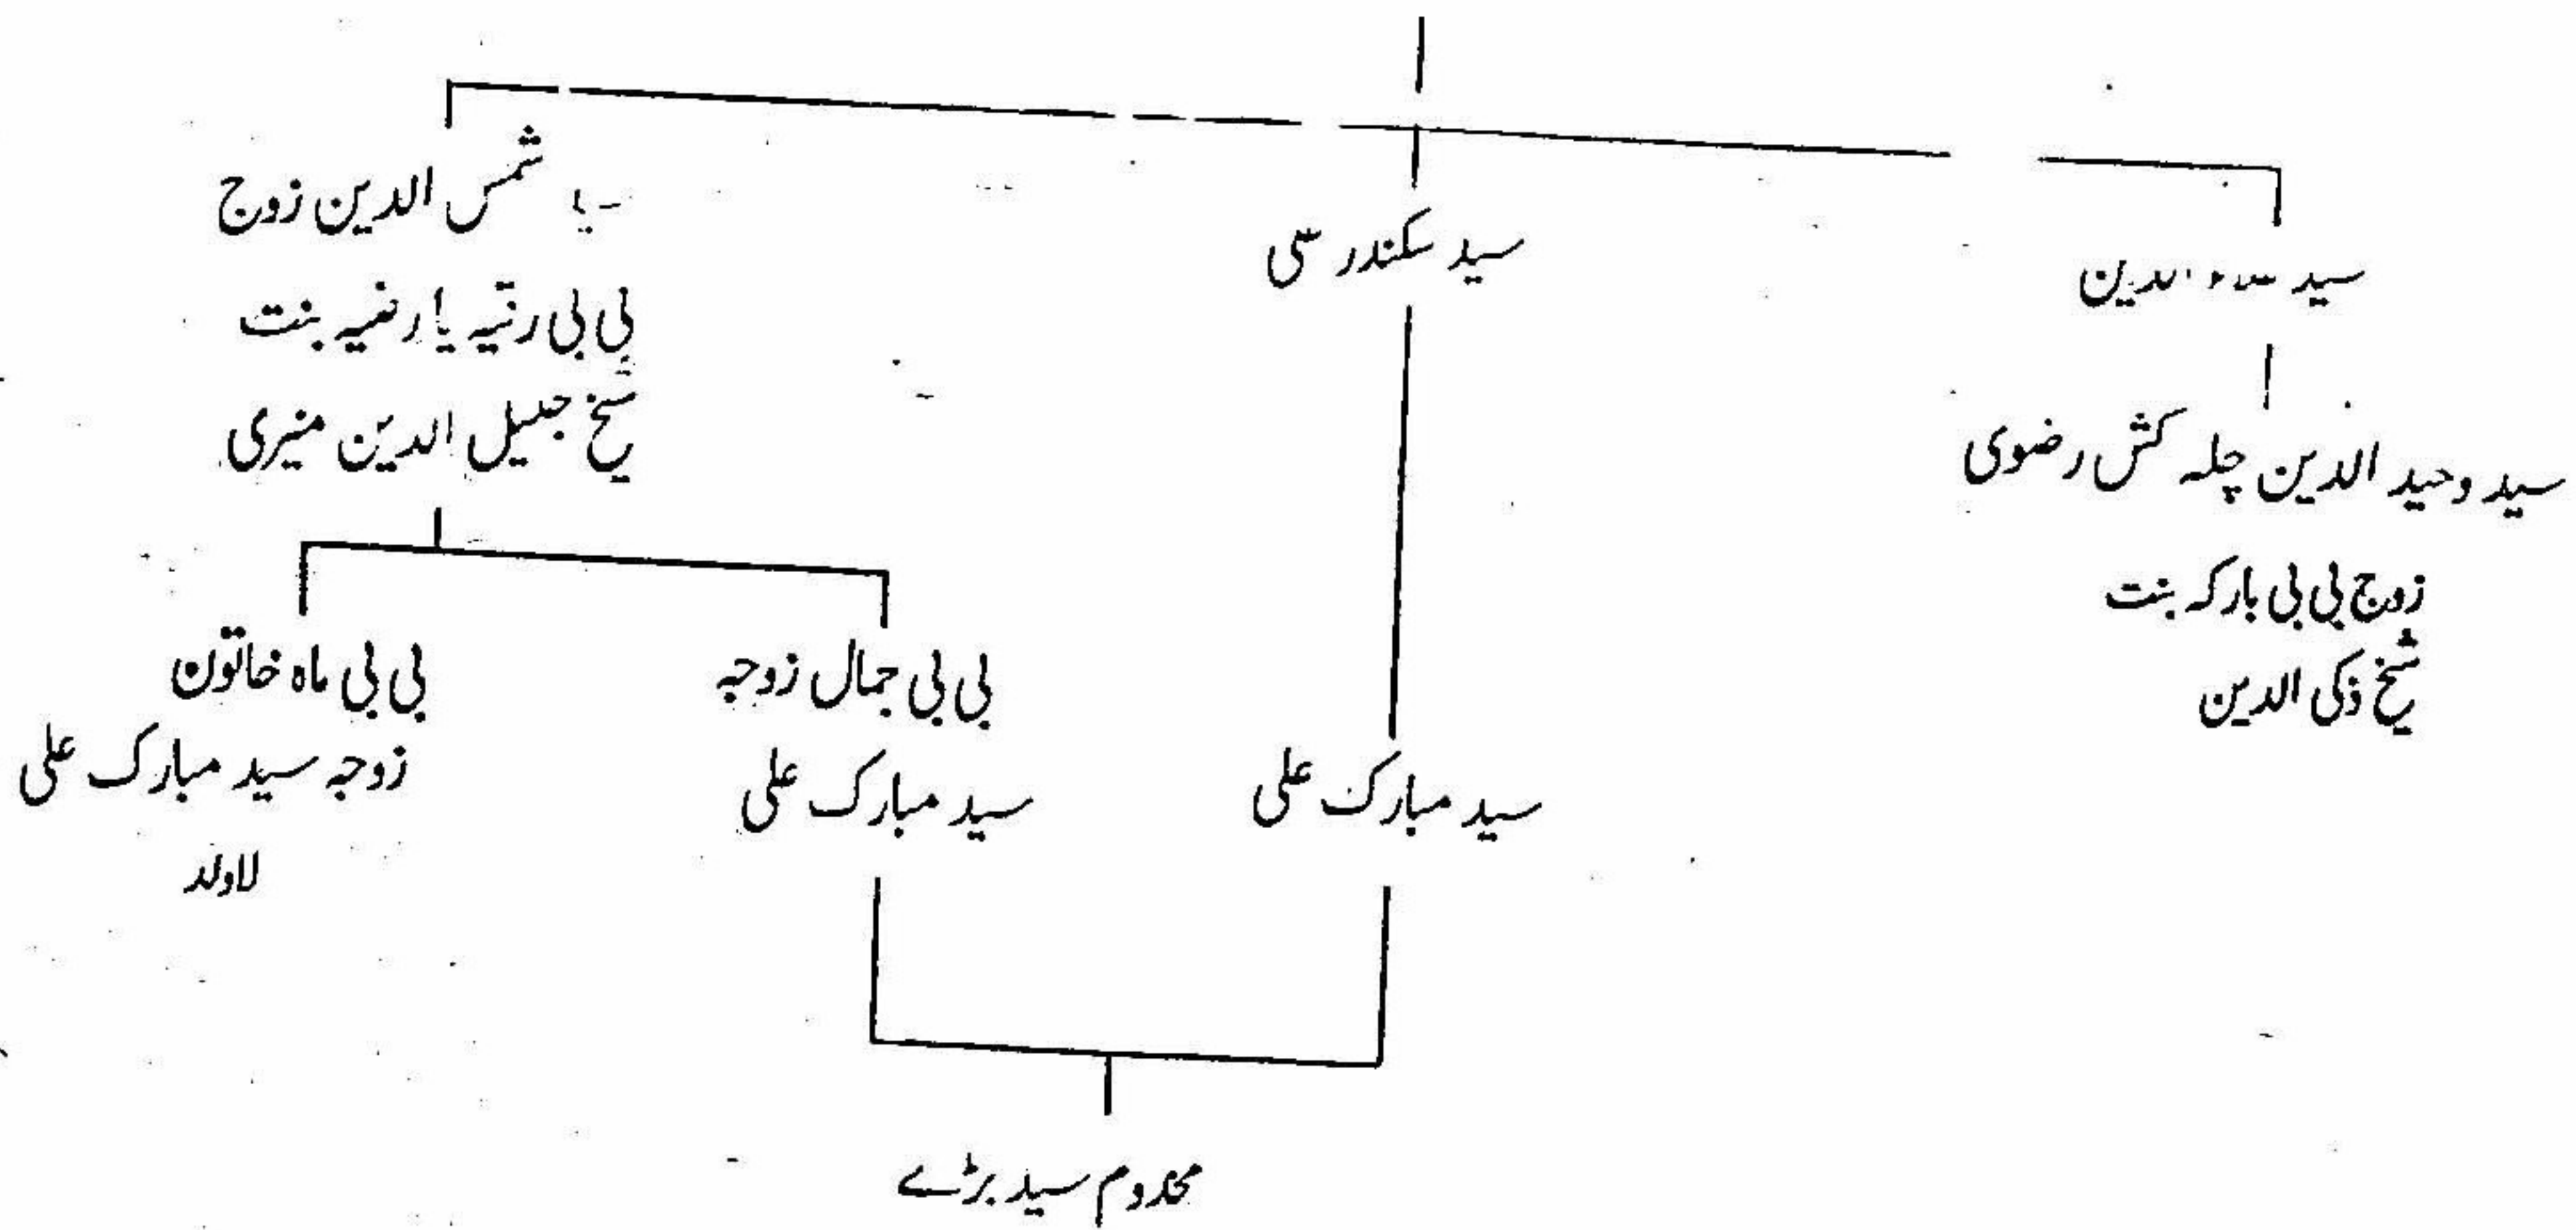 سید الدین
سید وحید الدین چلہ کش رضوی
زوج بی بی بارکہ بنت
شیخ ذکی الدین
سید سکندر علی
سید مبارک علی
شمس الدین زوج
بی بی رقیہ یا رضیہ بنت
شیخ جلیل الدین منیری
بی بی جمال زوجہ
سید مبارک علی
بی بی ماہ خاتون
زوجہ سید مبارک علی
لاولد
مخدوم سید بڑے